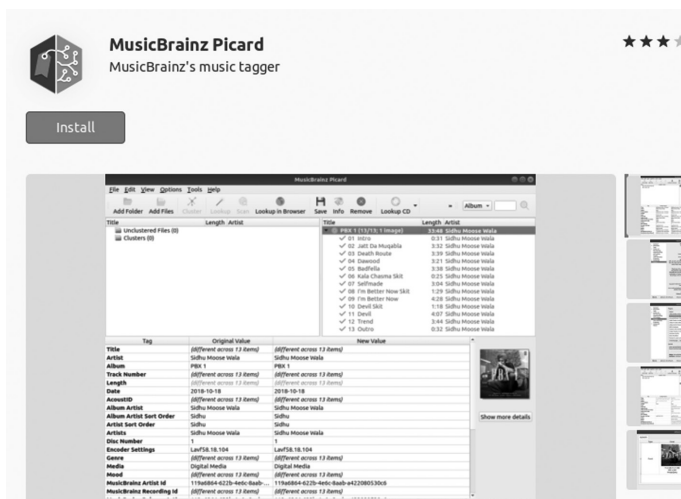 MusicBrainz Picard
MusicBrainz's music tagger
Install
MusicBrainz Picard
File Edit View Options Tools Help
Add Folder Add Files Cluster Lookup Scan Lookup in Browser Save Info Remove Lookup CD » Album
Title Length Artist
Unclustered Files (0)
Clusters (0)
Title Length Artist
PBX 1 (13/13; 1 image) 33:46 Sidhu Moose Wala
01 Intro 0:31 Sidhu Moose Wala
02 Jatt Da Muqabla 3:32 Sidhu Moose Wala
03 Death Route 3:39 Sidhu Moose Wala
04 Dawood 3:21 Sidhu Moose Wala
05 Badfella 3:38 Sidhu Moose Wala
06 Kala Chasma Skit 0:25 Sidhu Moose Wala
07 Selfmade 3:04 Sidhu Moose Wala
08 I'm Better Now Skit 1:29 Sidhu Moose Wala
09 I'm Better Now 4:28 Sidhu Moose Wala
10 Devil Skit 1:18 Sidhu Moose Wala
11 Devil 4:07 Sidhu Moose Wala
12 Trend 3:44 Sidhu Moose Wala
13 Outro 0:32 Sidhu Moose Wala
Tag Original Value New Value
Title (different across 13 items) (different across 13 items)
Artist Sidhu Moose Wala Sidhu Moose Wala
Album PBX 1 PBX 1
Track Number (different across 13 items) (different across 13 items)
Length (different across 13 items) (different across 13 items)
Date 2018-10-18 2018-10-18
AcoustID (different across 13 items) (different across 13 items)
Album Artist Sidhu Moose Wala Sidhu Moose Wala
Album Artist Sort Order Sidhu Sidhu
Artist Sort Order Sidhu Sidhu
Artists Sidhu Moose Wala Sidhu Moose Wala
Disc Number 1 1
Encoder Settings Lavf58.18.104 Lavf58.18.104
Genre (different across 13 items) (different across 13 items)
Media Digital Media Digital Media
Mood (different across 13 items) (different across 13 items)
MusicBrainz Artist Id 119a6864-622b-4e6c-8aab-... 119a6864-622b-4e6c-8aab-a422080530c6
MusicBrainz Recording Id
Show more details